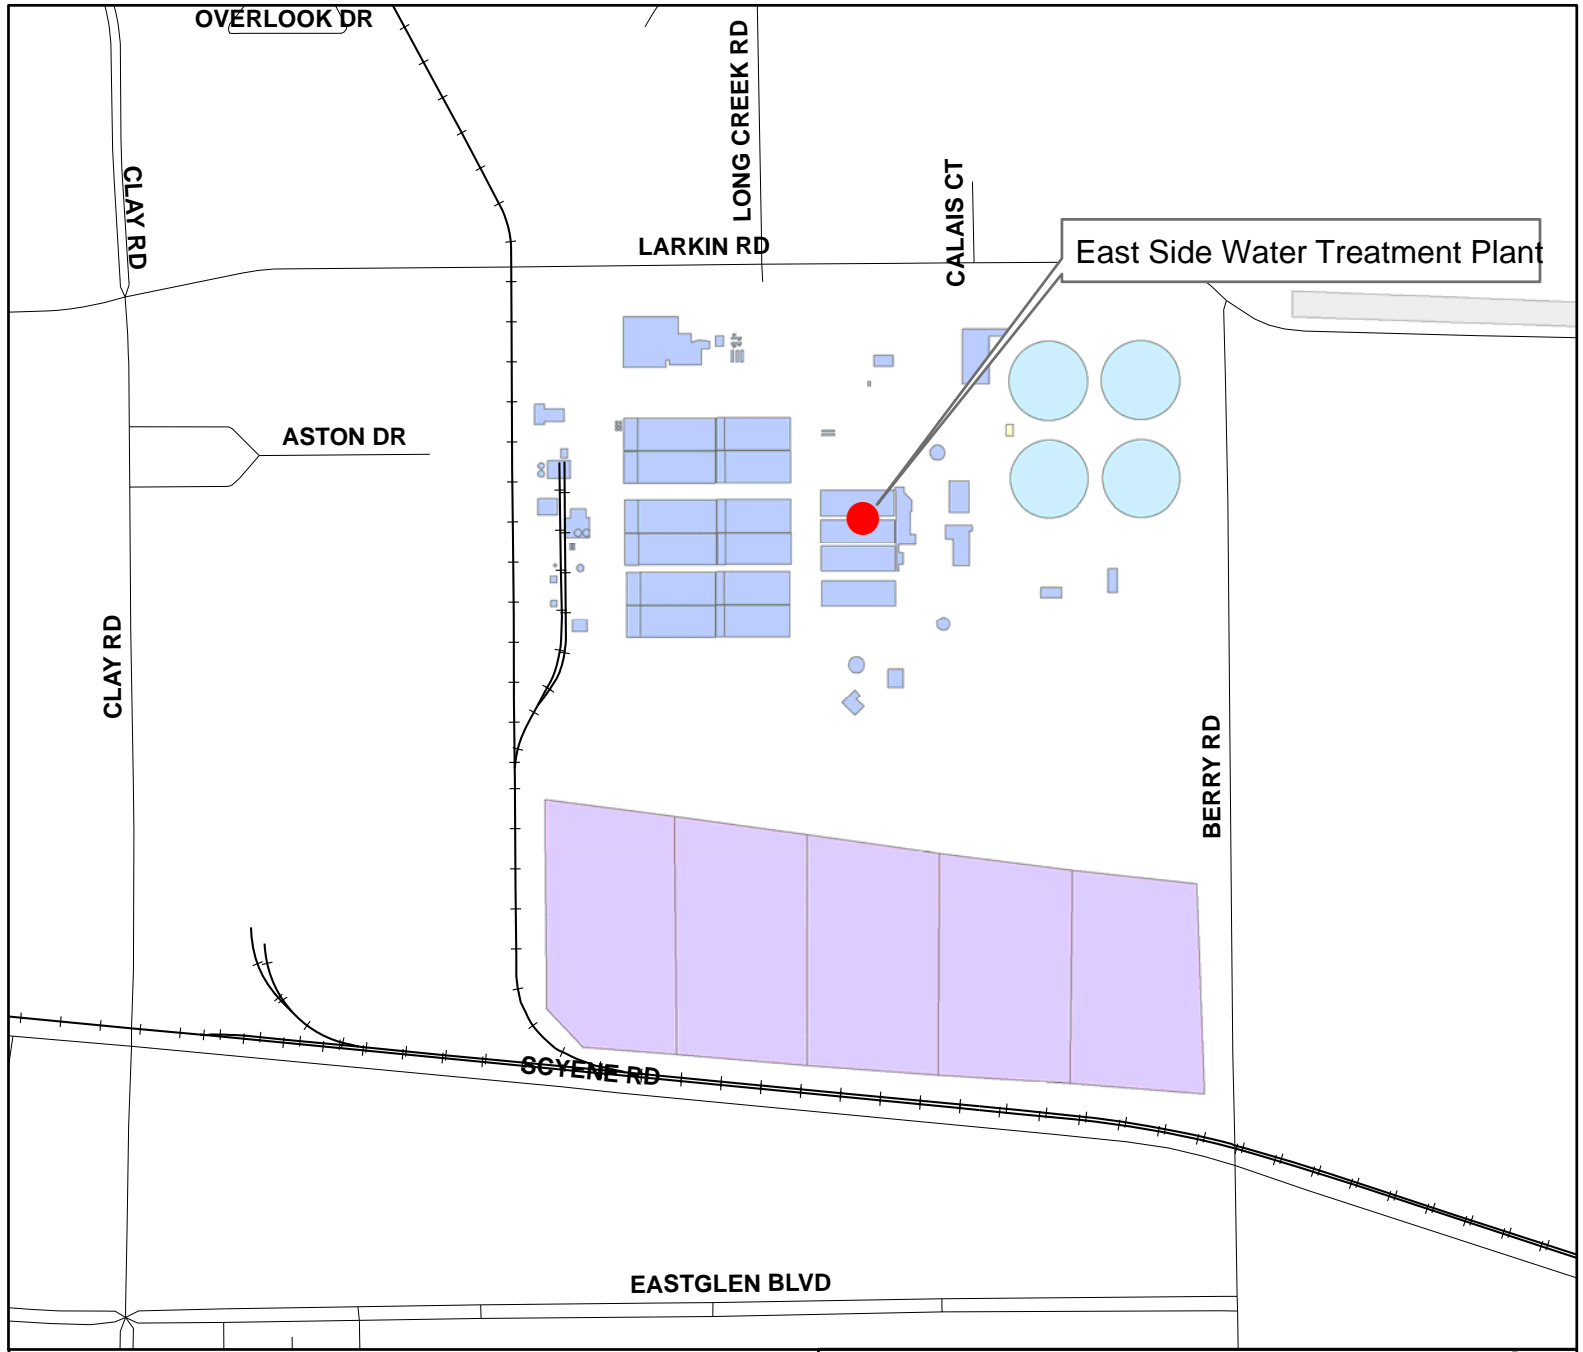 OVERLOOK DR
LONG CREEK RD
CLAY RD
CALAIS CT
LARKIN RD
East Side Water Treatment Plant
ASTON DR
CLAY RD
BERRY RD
SCYENE RD
EASTGLEN BLVD